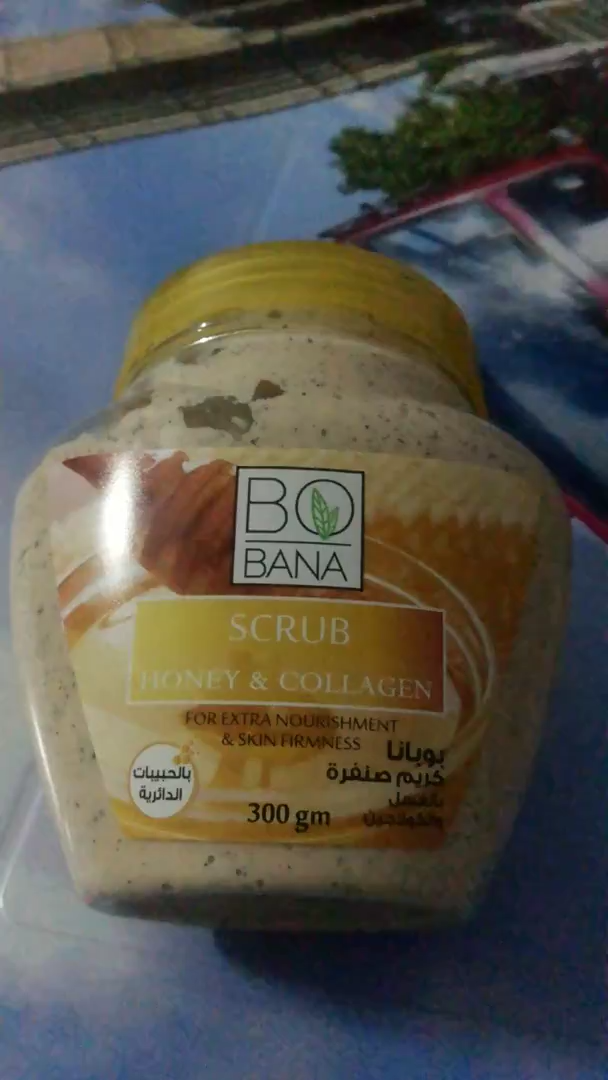 BO
BANA
SCRUB
HONEY & COLLAGEN
FOR EXTRA NOURISHMENT
& SKIN FIRMNESS
بوبانا
كريم صنفرة
بالعسل
والكولاجين
بالحبيبات
الدائرية
300 gm